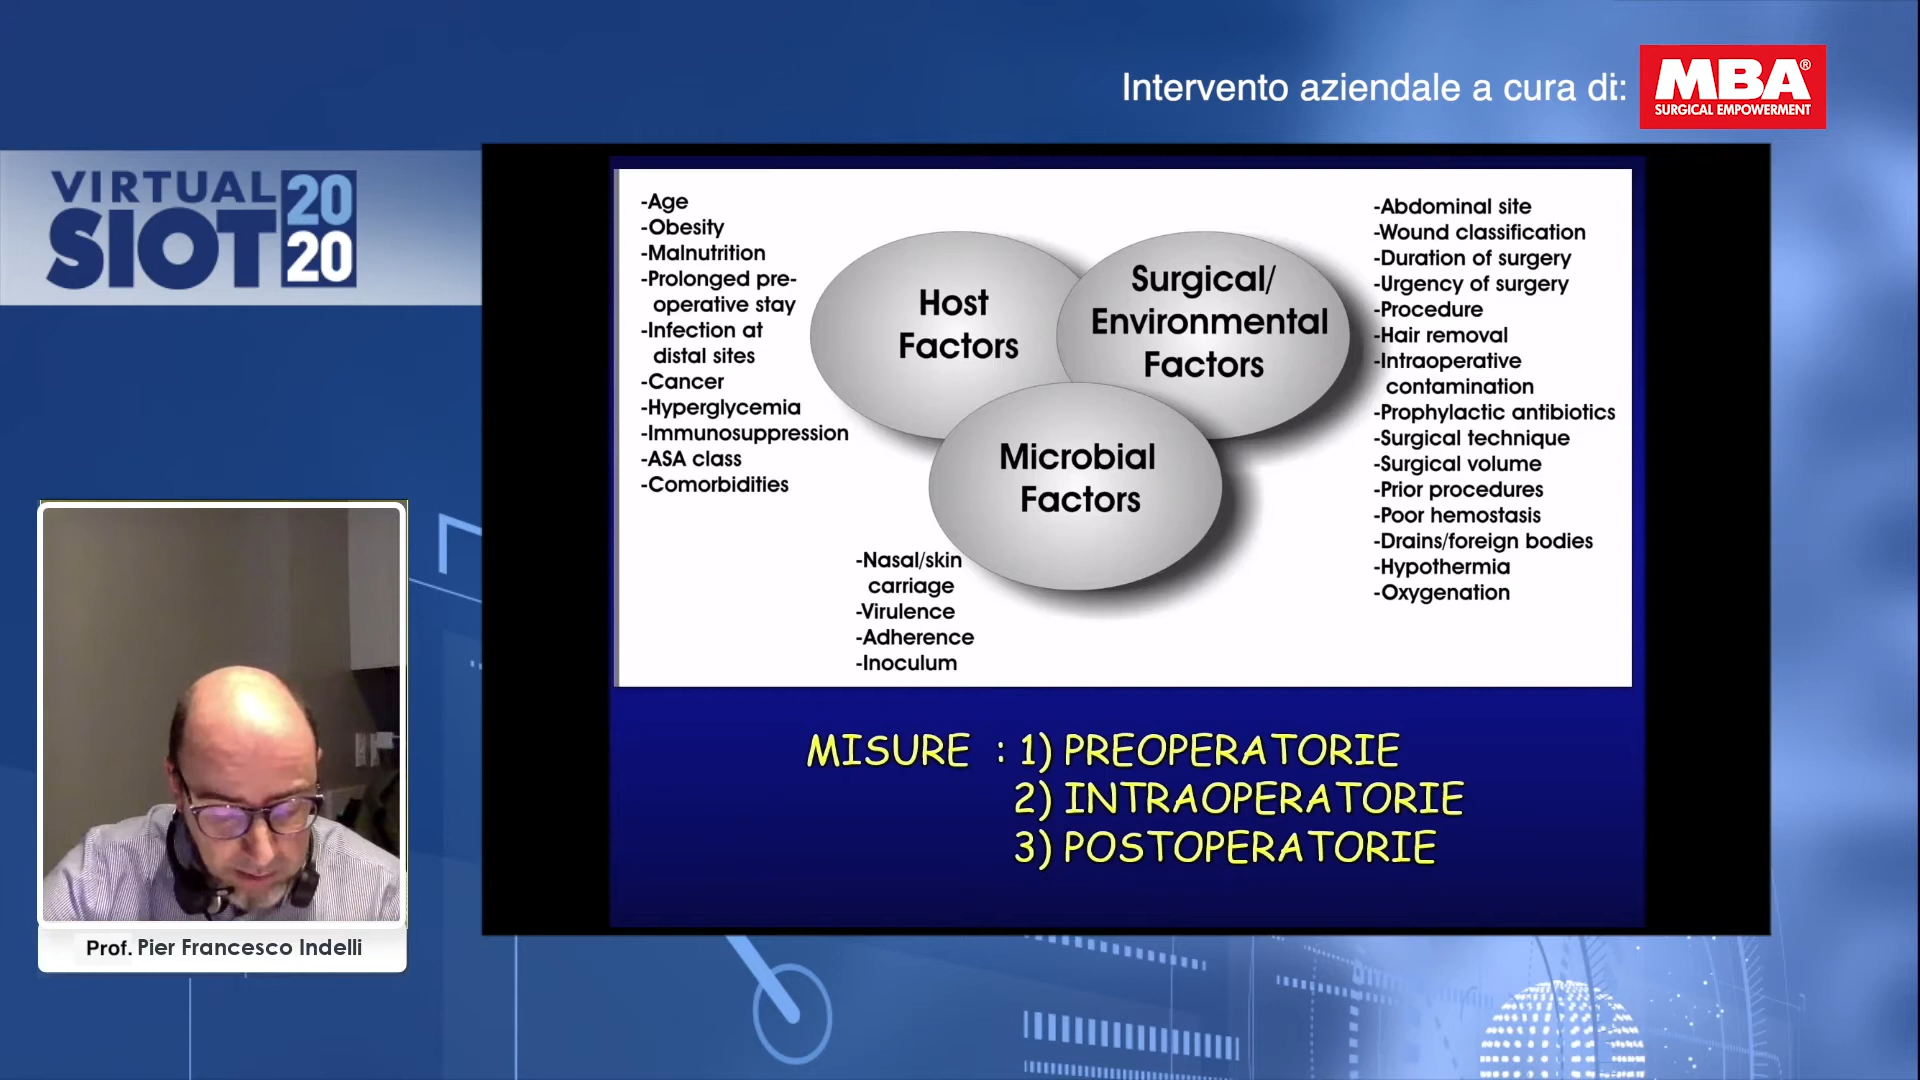 Intervento aziendale a cura di:
MBA®
SURGICAL EMPOWERMENT
VIRTUAL
SIOT
20
20
-Age
-Obesity
-Malnutrition
-Prolonged pre-
operative stay
-Infection at
distal sites
-Cancer
-Hyperglycemia
-Immunosuppression
-ASA class
-Comorbidities
Host
Factors
Surgical/
Environmental
Factors
Microbial
Factors
-Nasal/skin
carriage
-Virulence
-Adherence
-Inoculum
-Abdominal site
-Wound classification
-Duration of surgery
-Urgency of surgery
-Procedure
-Hair removal
-Intraoperative
contamination
-Prophylactic antibiotics
-Surgical technique
-Surgical volume
-Prior procedures
-Poor hemostasis
-Drains/foreign bodies
-Hypothermia
-Oxygenation
MISURE : 1) PREOPERATORIE
2) INTRAOPERATORIE
3) POSTOPERATORIE
Prof. Pier Francesco Indelli